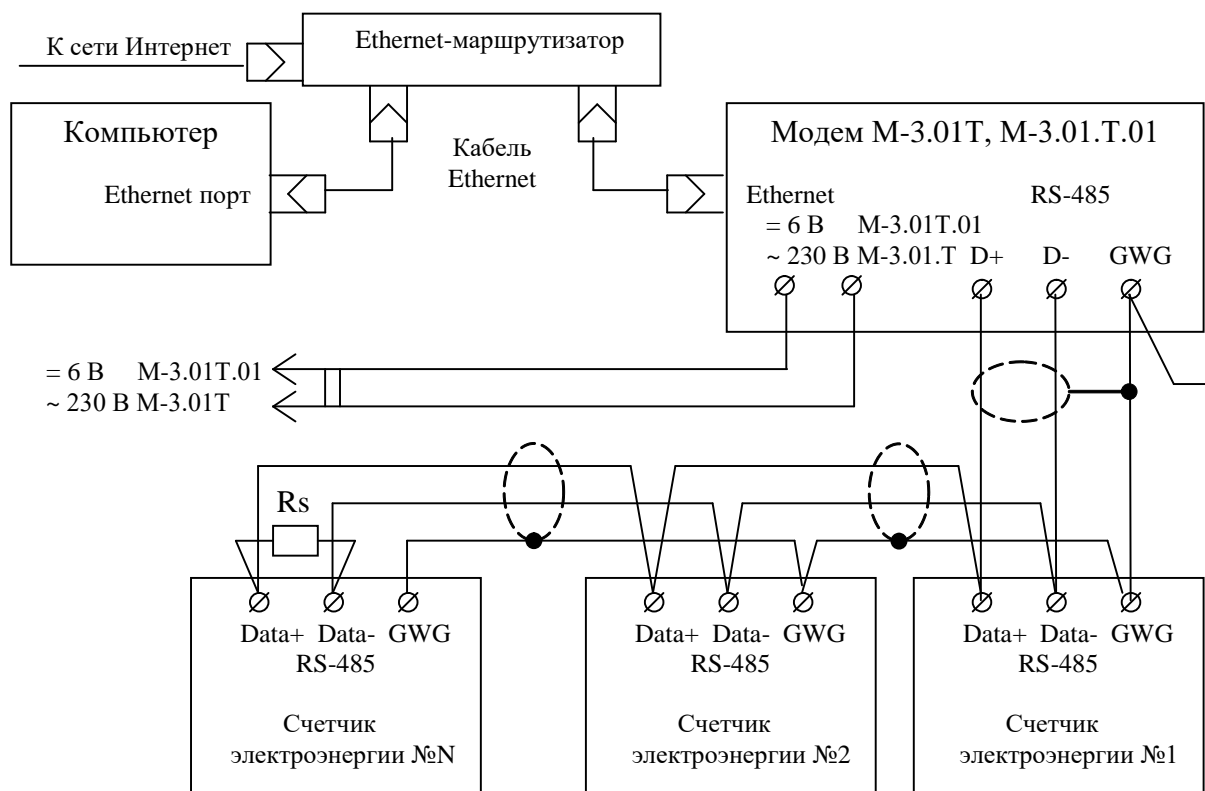 К сети Интернет
Ethernet-маршрутизатор
Компьютер
Ethernet порт
Кабель
Ethernet
Модем М-3.01Т, М-3.01.Т.01
Ethernet
RS-485
= 6 В М-3.01Т.01
~ 230 В М-3.01.Т D+ D- GWG
= 6 В М-3.01Т.01
~ 230 В М-3.01Т
Rs
Data+ Data- GWG
RS-485
Счетчик
электроэнергии №N
Data+ Data- GWG
RS-485
Счетчик
электроэнергии №2
Data+ Data- GWG
RS-485
Счетчик
электроэнергии №1